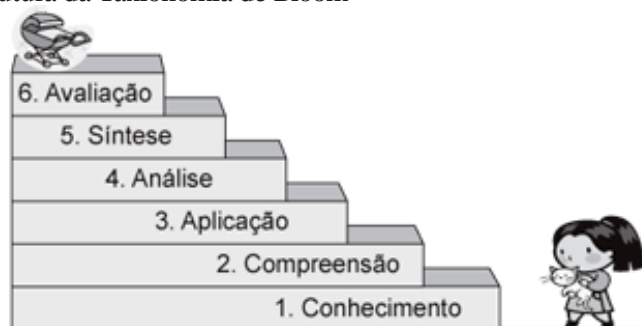 6. Avaliação
5. Síntese
4. Análise
3. Aplicação
2. Compreensão
1. Conhecimento